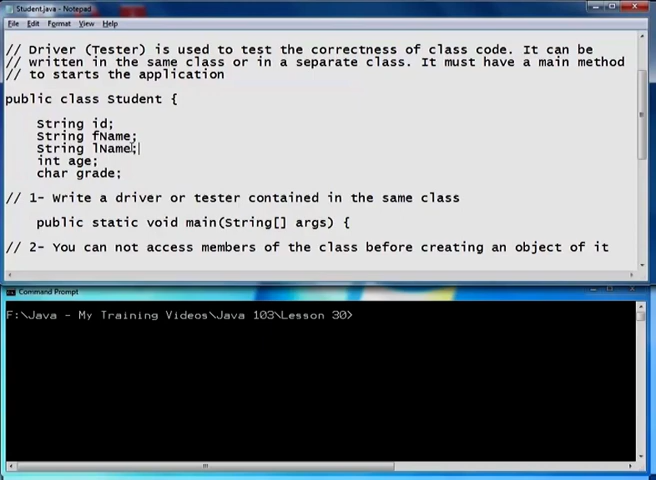 Student.java - Notepad
File Edit Format View Help
// Driver (Tester) is used to test the correctness of class code. It can be
// written in the same class or in a separate class. It must have a main method
// to starts the application
public class Student {
String id;
String fName;
String lName;
int age;
char grade;
// 1- Write a driver or tester contained in the same class
public static void main(String[] args) {
// 2- You can not access members of the class before creating an object of it
Command Prompt
F:\Java - My Training Videos\Java 103\Lesson 30>